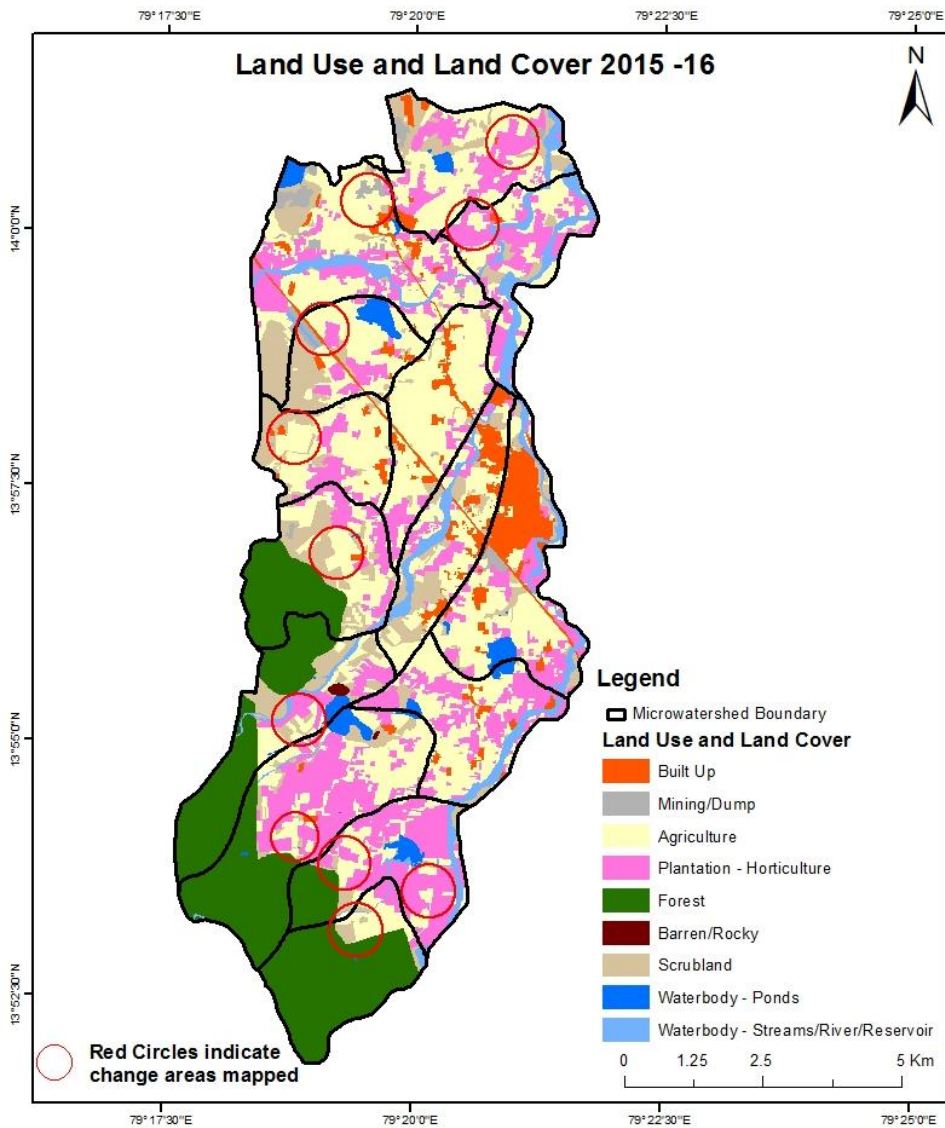 79°17'30"E 79°20'0"E 79°22'30"E 79°25'0"E
Land Use and Land Cover 2015 -16
N
14°0'0"N
13°57'30"N
13°55'0"N
13°52'30"N
Legend
Microwatershed Boundary
Land Use and Land Cover
Built Up
Mining/Dump
Agriculture
Plantation - Horticulture
Forest
Barren/Rocky
Scrubland
Waterbody - Ponds
Waterbody - Streams/River/Reservoir
0 1.25 2.5 5 Km
Red Circles indicate
change areas mapped
79°17'30"E 79°20'0"E 79°22'30"E 79°25'0"E